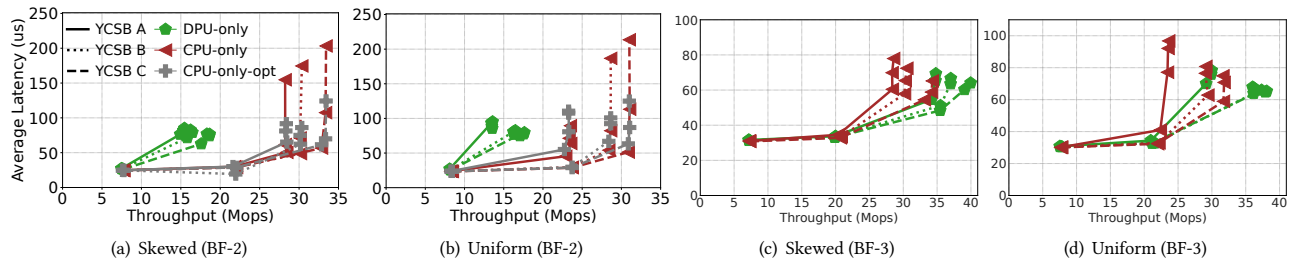 Average Latency (us)
250
200
150
100
50
0
YCSB A
YCSB B
YCSB C
DPU-only
CPU-only
CPU-only-opt
0 5 10 15 20 25 30 35
Throughput (Mops)
(a) Skewed (BF-2)
250
200
150
100
50
0
0 5 10 15 20 25 30 35
Throughput (Mops)
(b) Uniform (BF-2)
100
80
60
40
20
0
0 5 10 15 20 25 30 35 40
Throughput (Mops)
(c) Skewed (BF-3)
100
80
60
40
20
0
0 5 10 15 20 25 30 35 40
Throughput (Mops)
(d) Uniform (BF-3)